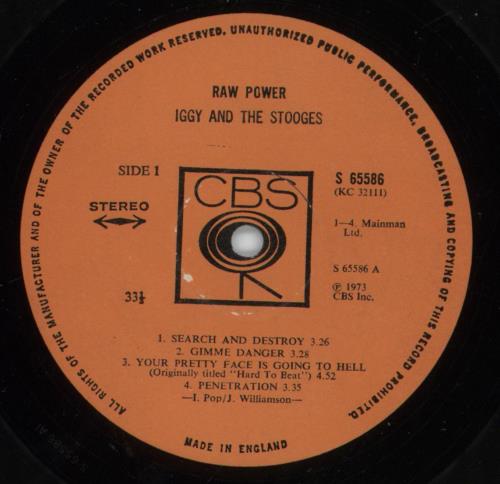 ALL RIGHTS OF THE MANUFACTURER AND OF THE OWNER OF THE RECORDED WORK RESERVED. UNAUTHORIZED PUBLIC PERFORMANCE, BROADCASTING AND COPYING OF THIS RECORD PROHIBITED.
RAW POWER
IGGY AND THE STOOGES
SIDE 1
S 65586
(KC 32111)
STEREO
CBS
1—4. Mainman
Ltd.
S 65586 A
33⅓
℗ 1973
CBS Inc.
1. SEARCH AND DESTROY 3.26
2. GIMME DANGER 3.28
3. YOUR PRETTY FACE IS GOING TO HELL
(Originally titled "Hard To Beat") 4.52
4. PENETRATION 3.35
—I. Pop/J. Williamson—
MADE IN ENGLAND